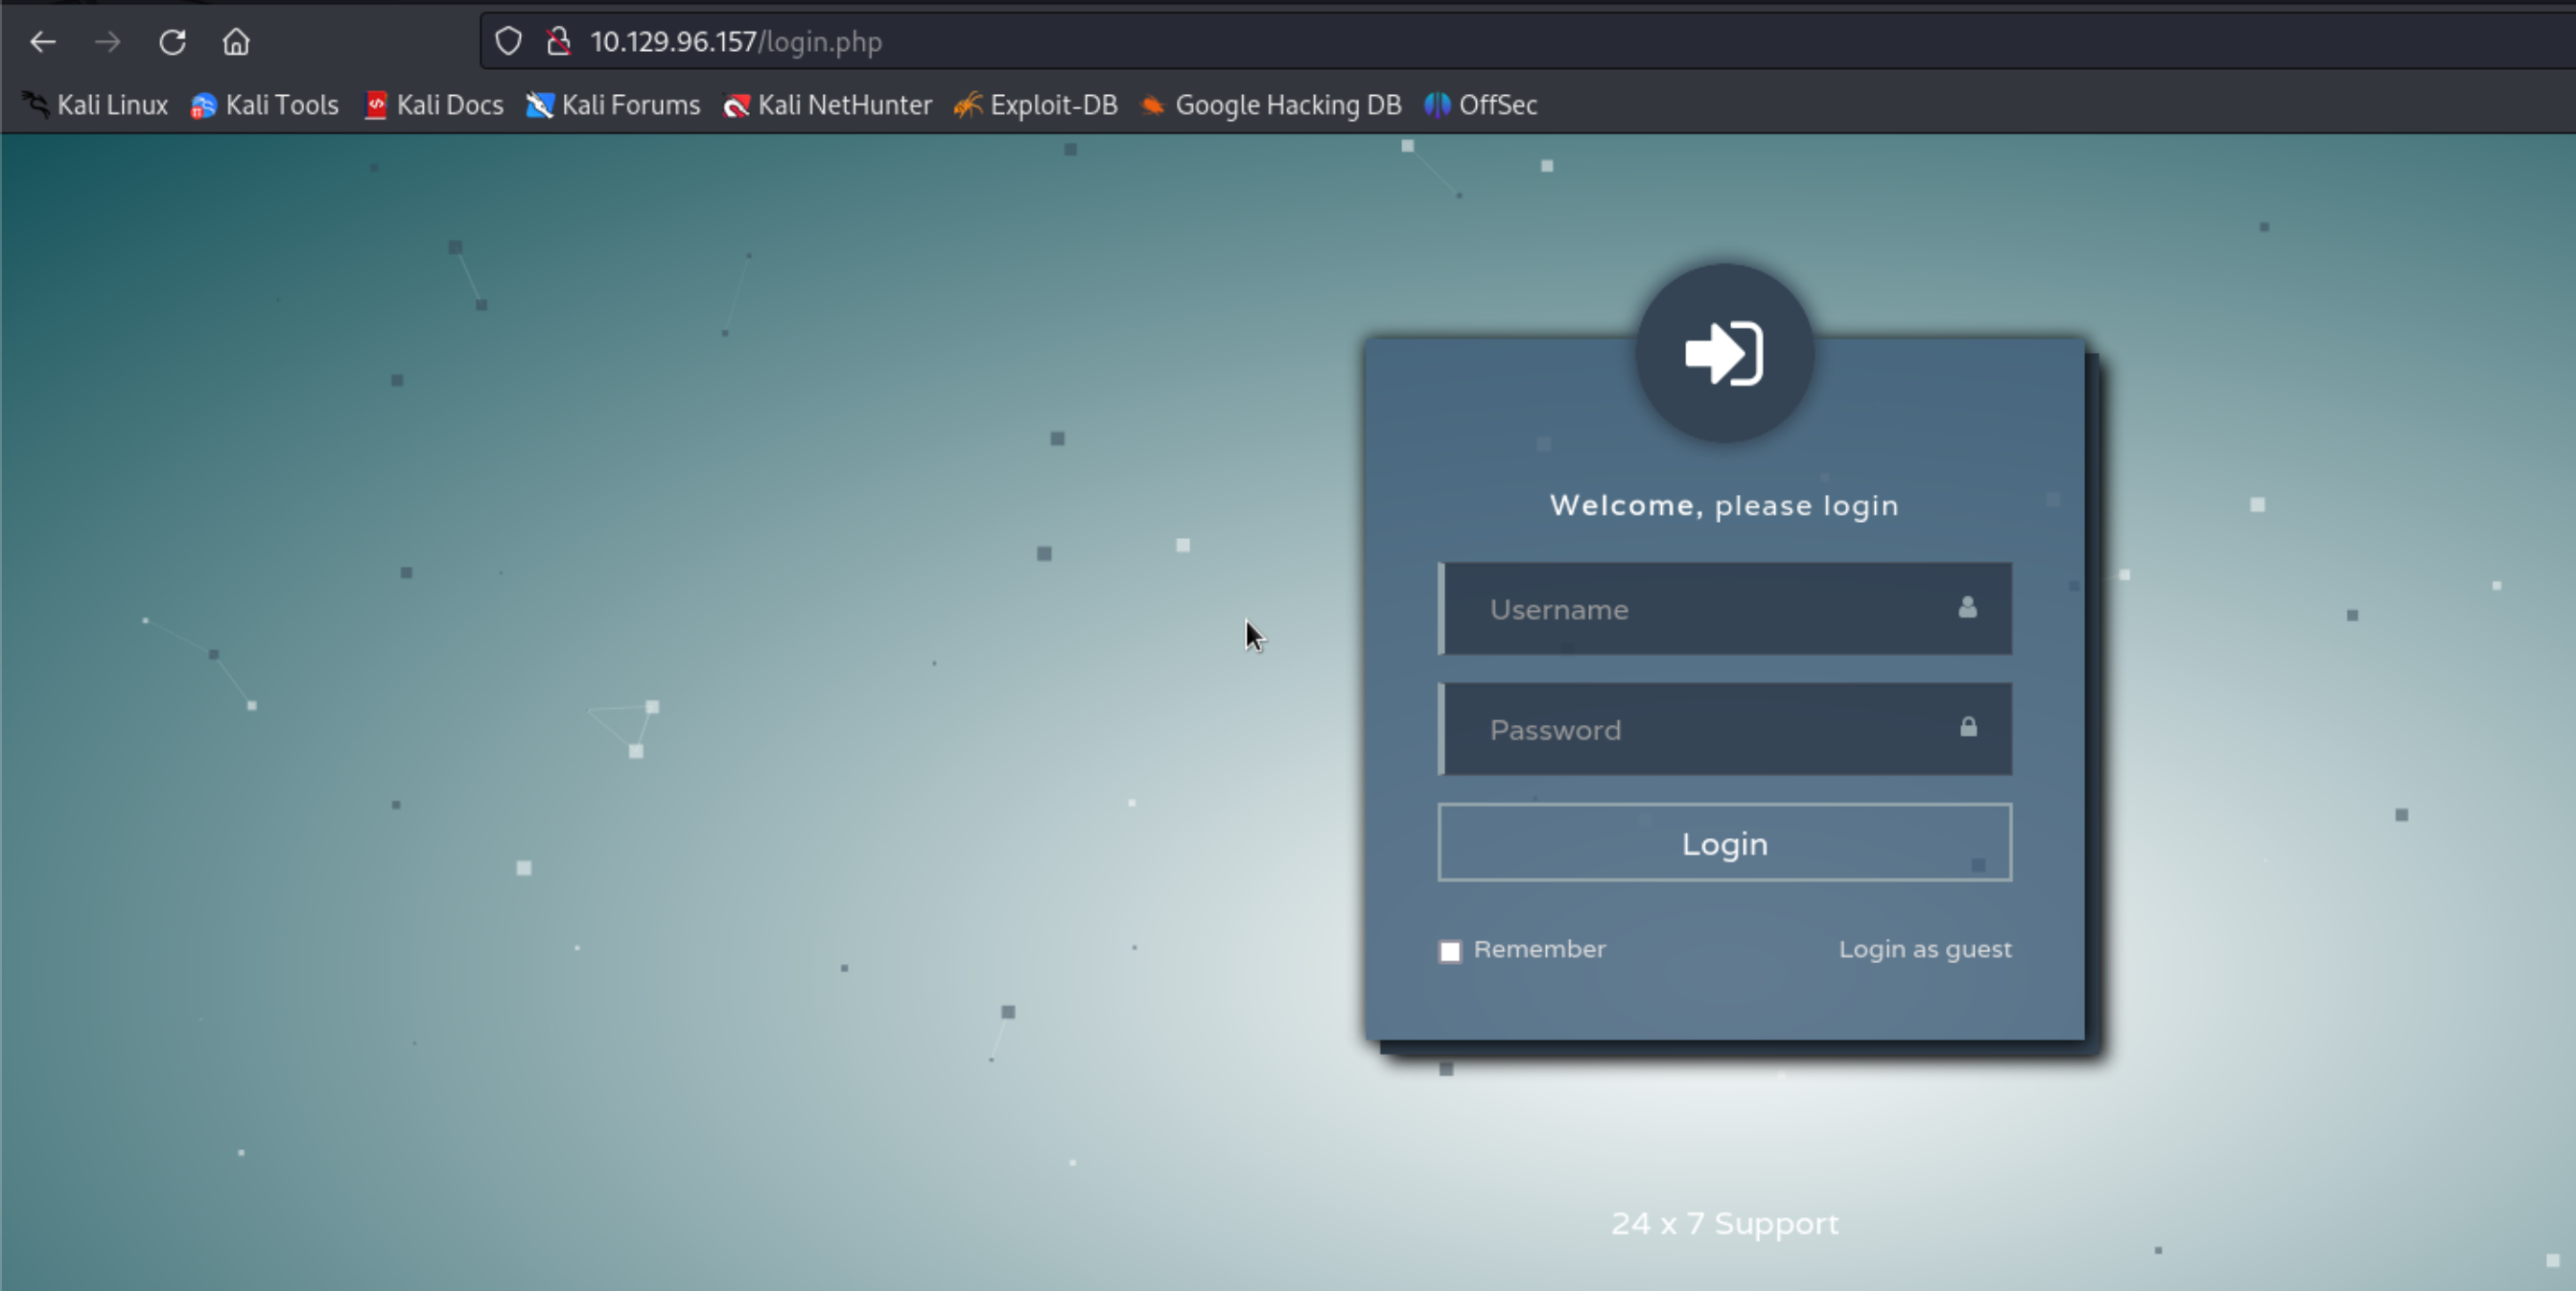 10.129.96.157/login.php
Kali Linux Kali Tools Kali Docs Kali Forums Kali NetHunter Exploit-DB Google Hacking DB OffSec
Welcome, please login
Username
Password
Login
Remember Login as guest
24 x 7 Support